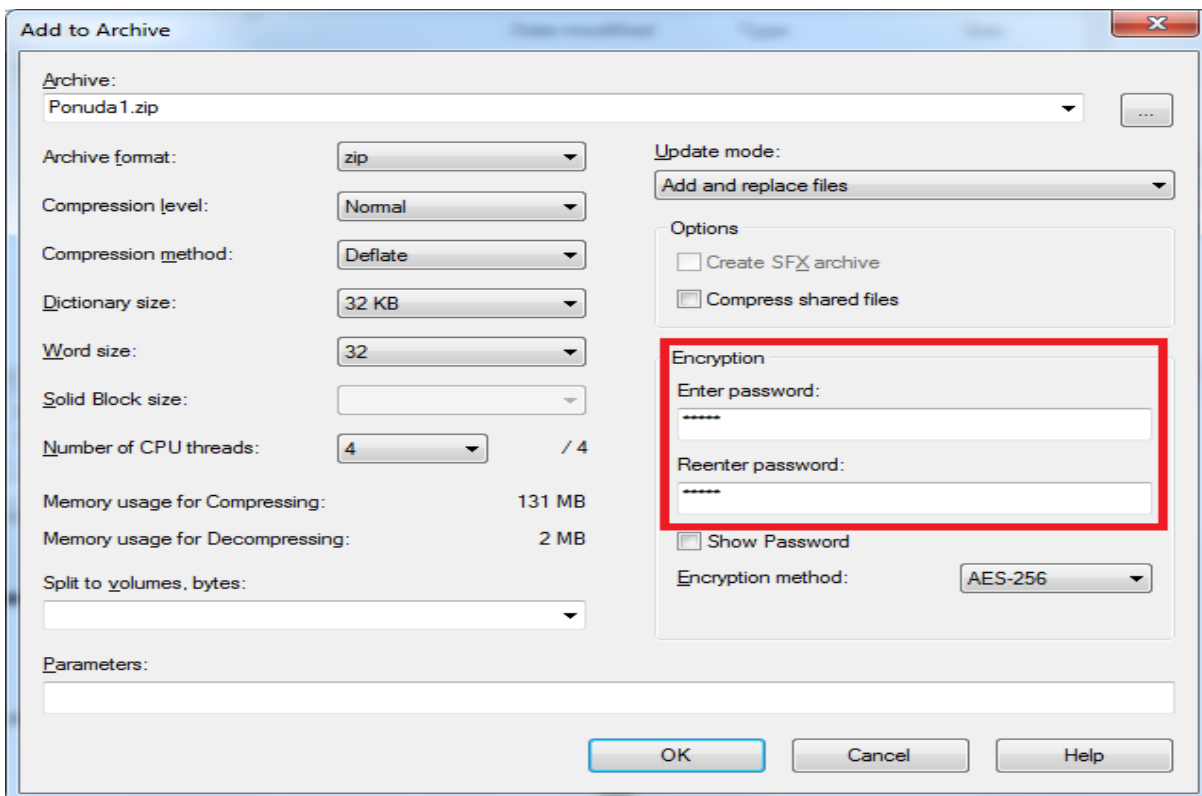 Add to Archive
Archive:
Ponuda1.zip
...
Archive format:
zip
Compression level:
Normal
Compression method:
Deflate
Dictionary size:
32 KB
Word size:
32
Solid Block size:
Number of CPU threads:
4
/ 4
Memory usage for Compressing:
131 MB
Memory usage for Decompressing:
2 MB
Split to volumes, bytes:
Update mode:
Add and replace files
Options
Create SFX archive
Compress shared files
Encryption
Enter password:
*****
Reenter password:
*****
Show Password
Encryption method:
AES-256
Parameters:
OK
Cancel
Help